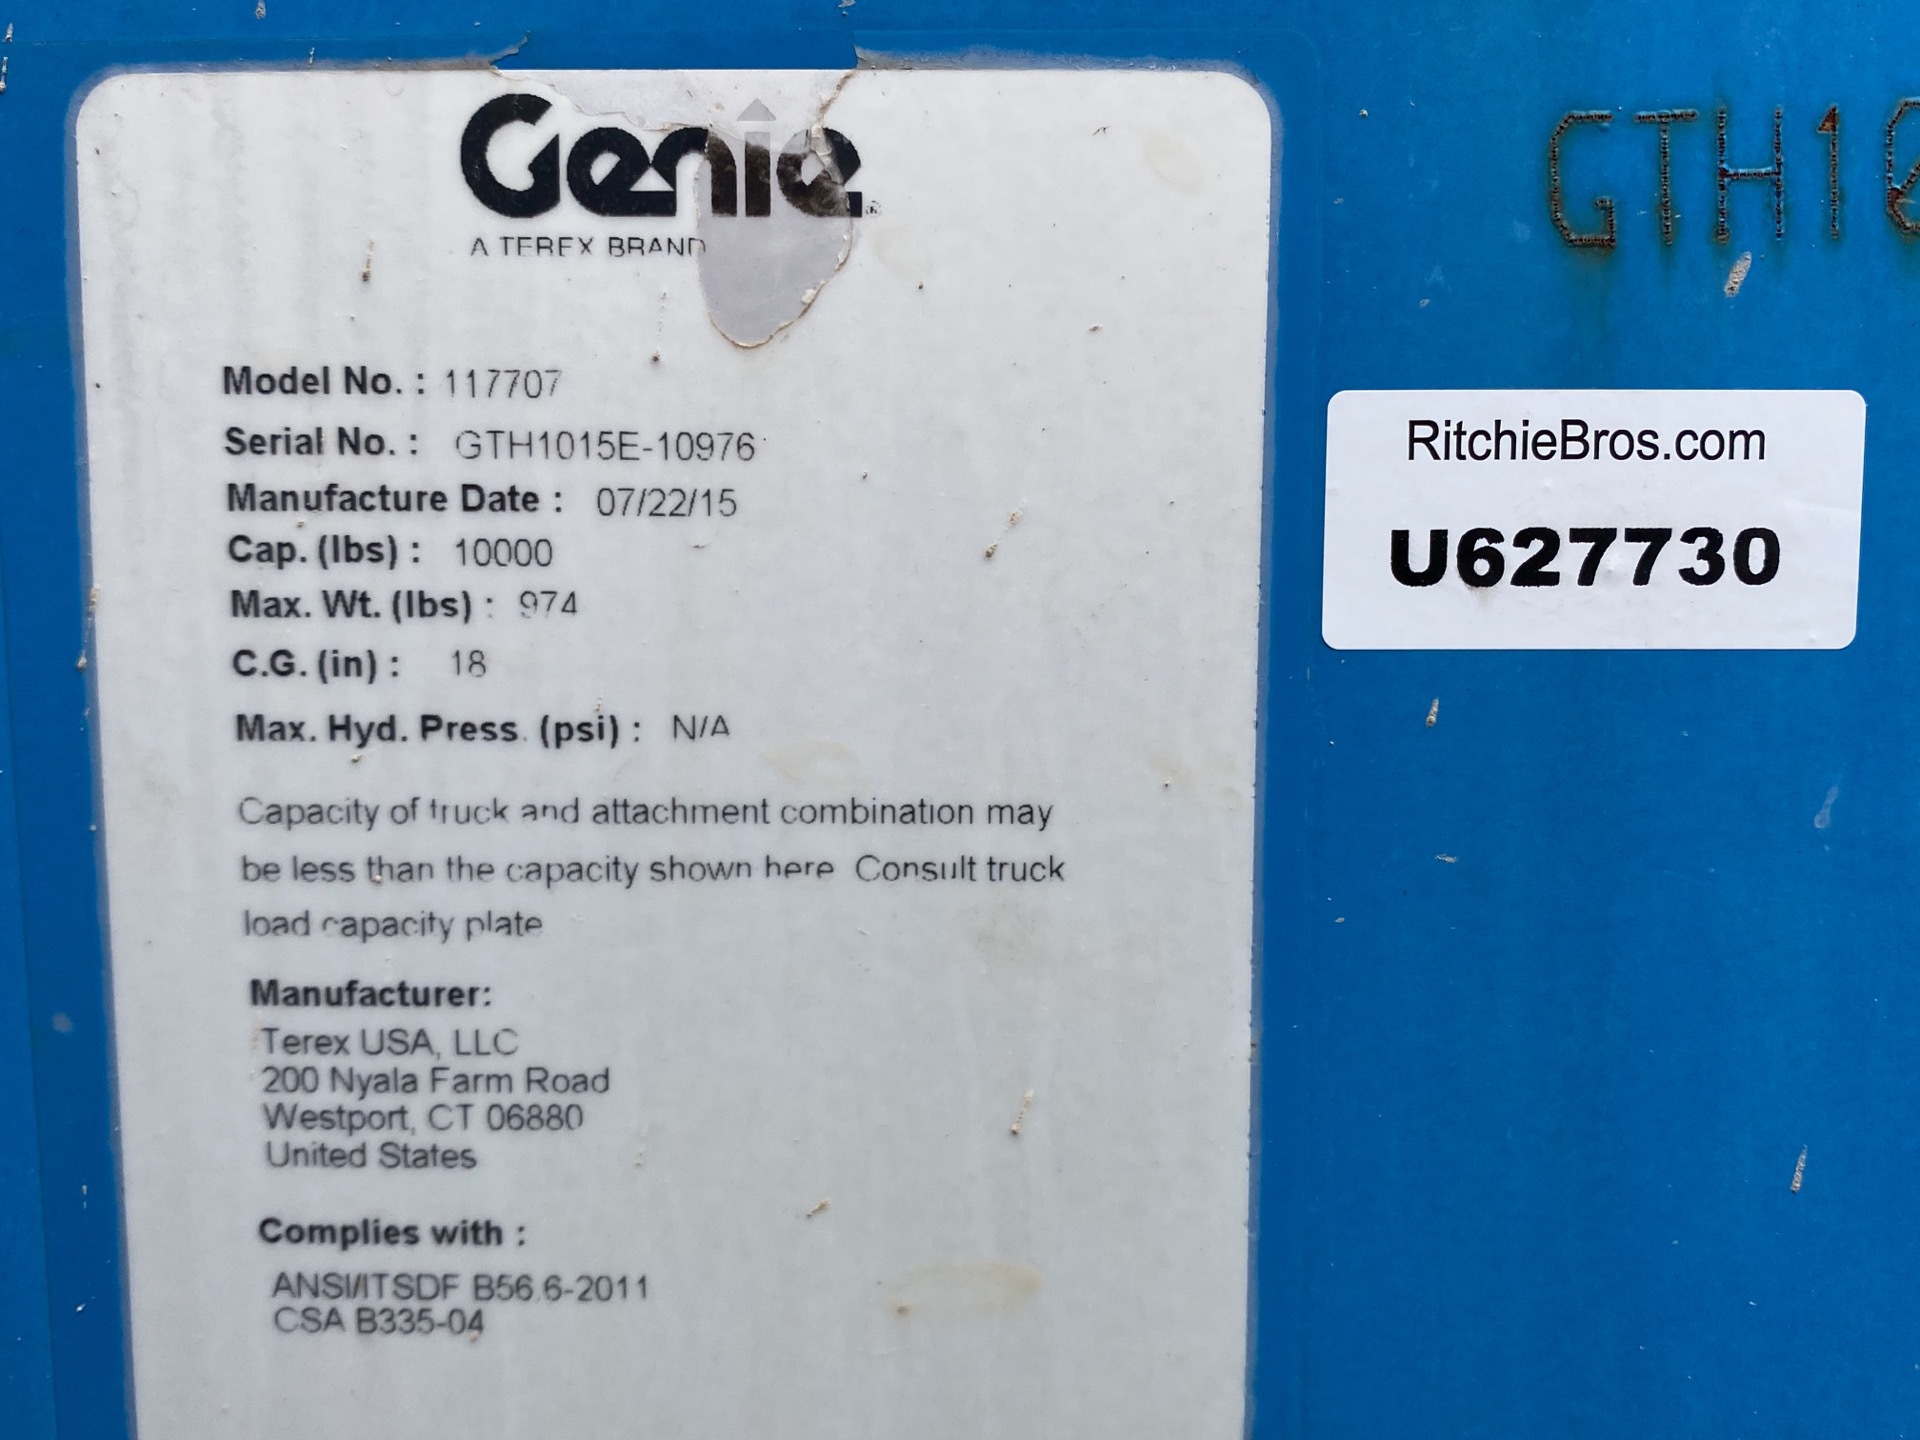 Genie
A TEREX BRAND
Model No. : 117707
Serial No. : GTH1015E-10976
Manufacture Date : 07/22/15
Cap. (lbs) : 10000
Max. Wt. (lbs) : 974
C.G. (in) : 18
Max. Hyd. Press. (psi) : N/A
Capacity of truck and attachment combination may
be less than the capacity shown here Consult truck
load capacity plate
Manufacturer:
Terex USA, LLC
200 Nyala Farm Road
Westport, CT 06880
United States
Complies with :
ANSI/ITSDF B56.6-2011
CSA B335-04
GTH10
RitchieBros.com
U627730